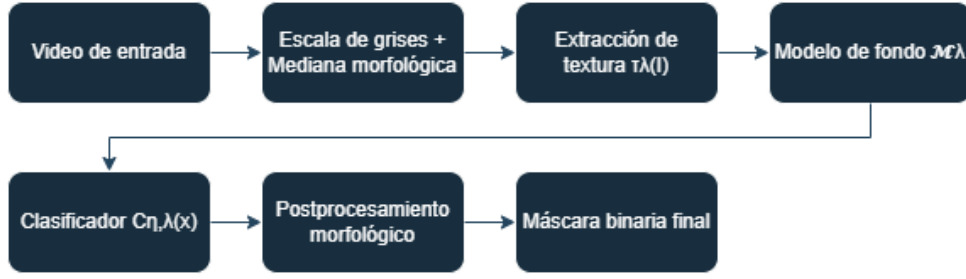 Video de entrada
Escala de grises +
Mediana morfológica
Extracción de
textura τλ(I)
Modelo de fondo 𝓜λ
Clasificador Cη,λ(x)
Postprocesamiento
morfológico
Máscara binaria final